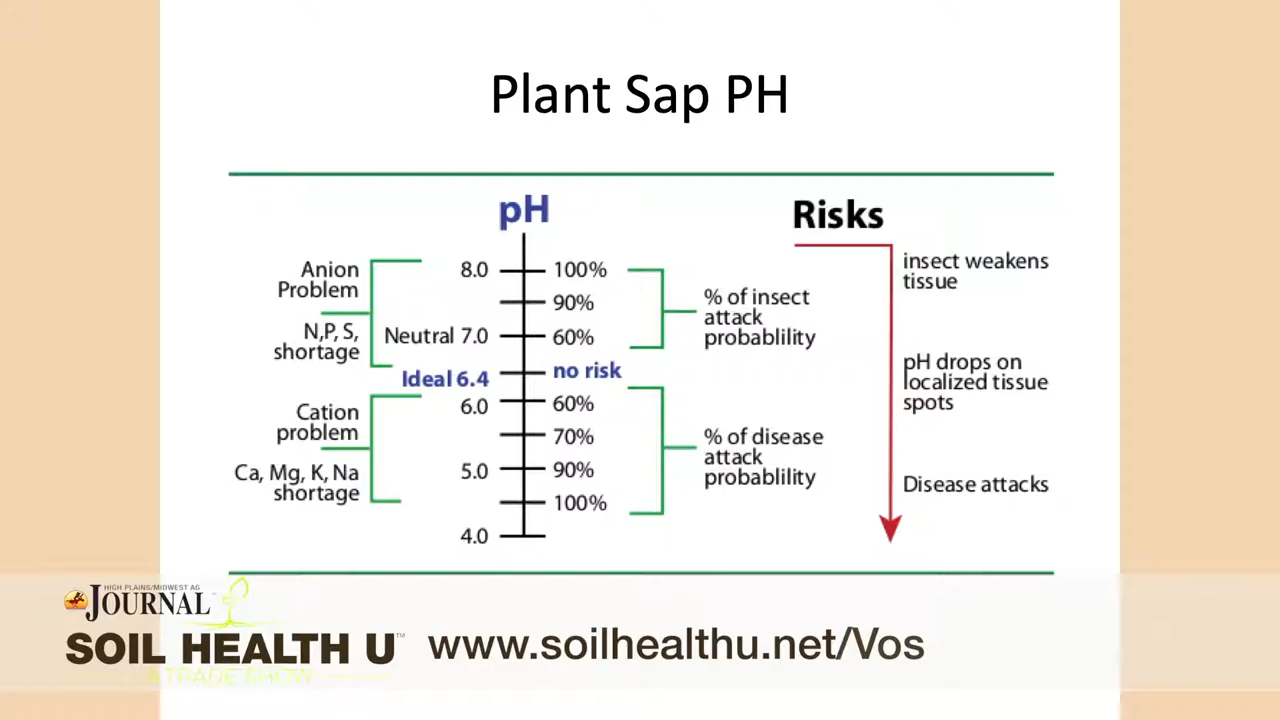 Plant Sap PH
pH
Risks
Anion
Problem
N,P, S,
shortage
Cation
problem
Ca, Mg, K, Na
shortage
8.0
100%
90%
Neutral 7.0
60%
Ideal 6.4
no risk
6.0
60%
70%
5.0
90%
100%
4.0
% of insect
attack
probablility
% of disease
attack
probablility
insect weakens
tissue
pH drops on
localized tissue
spots
Disease attacks
HIGH PLAINS/MIDWEST AG
JOURNAL
SOIL HEALTH U™
& TRADE SHOW
www.soilhealthu.net/Vos